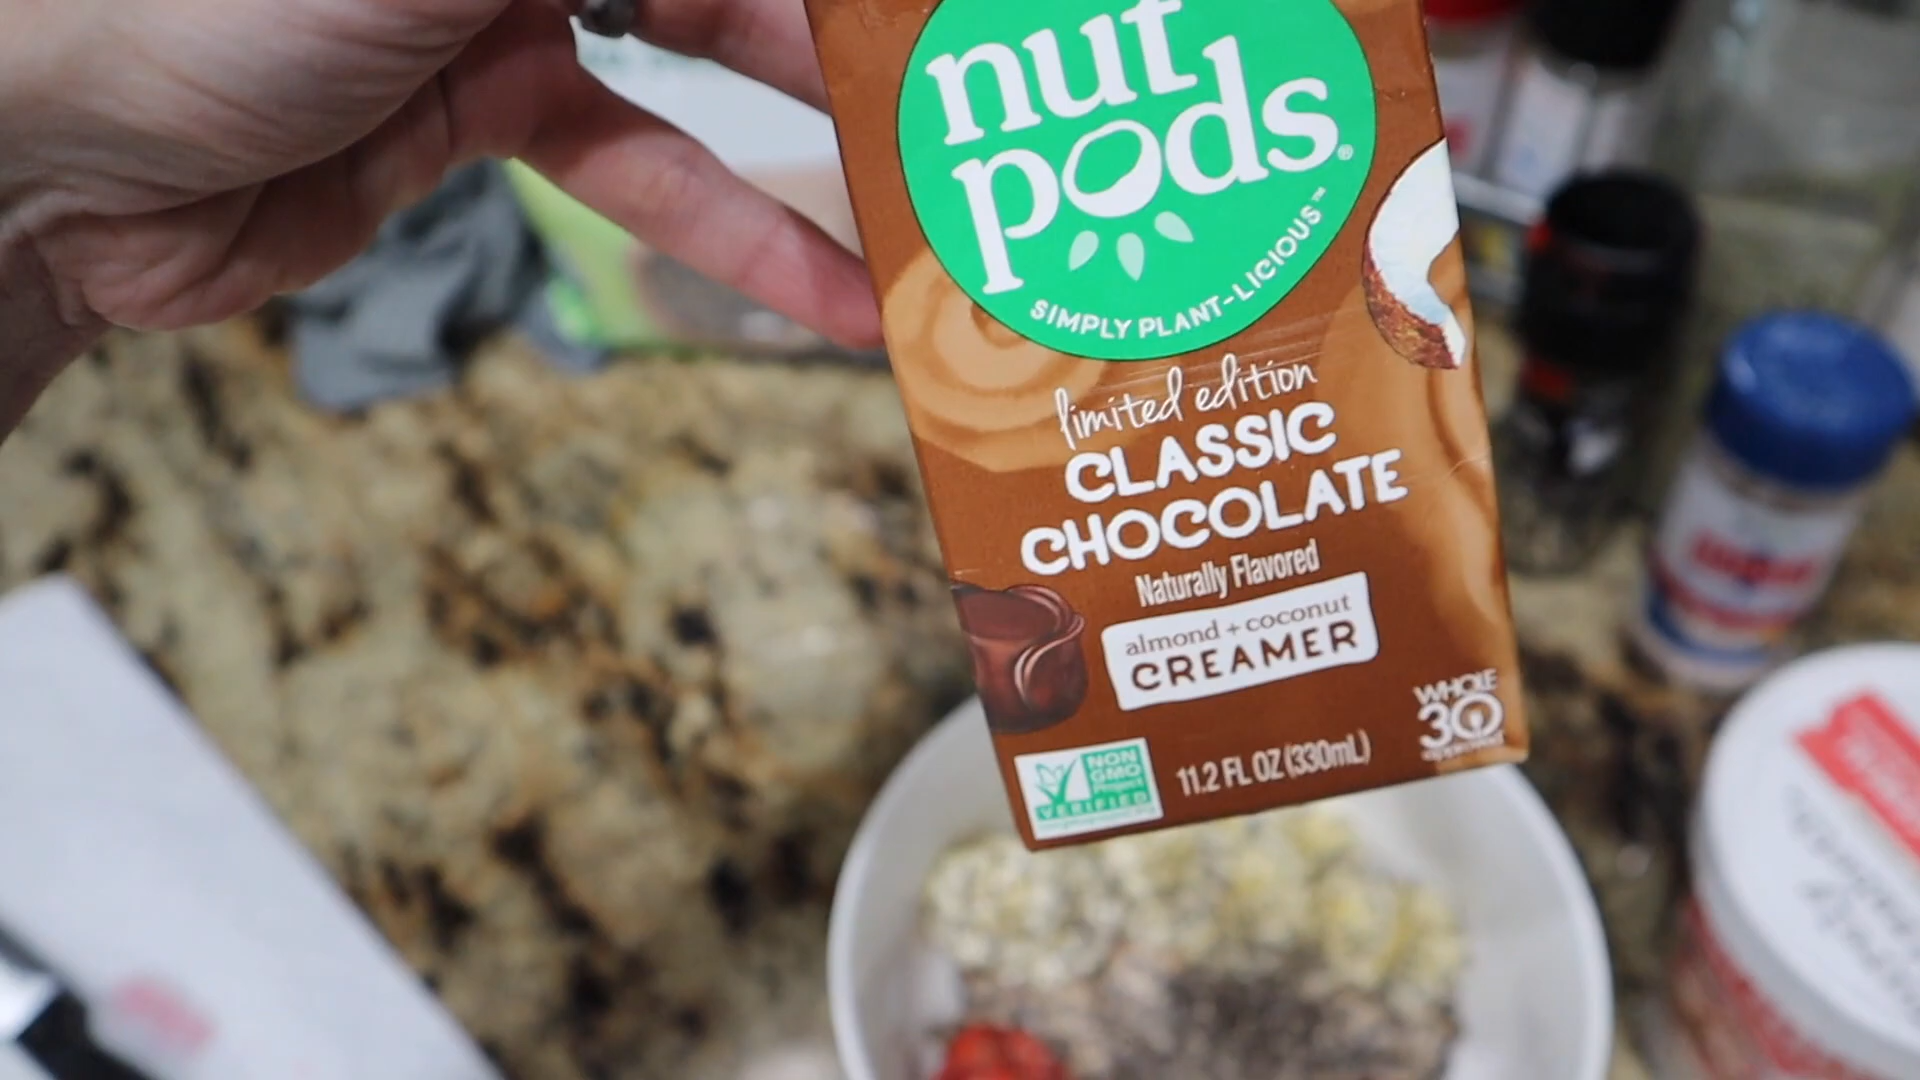 nut
pods®
SIMPLY PLANT-LICIOUS™
limited edition
CLASSIC
CHOCOLATE
Naturally Flavored
almond + coconut
CREAMER
WHOLE
30
NON
GMO
Project
VERIFIED
11.2 FL OZ (330mL)